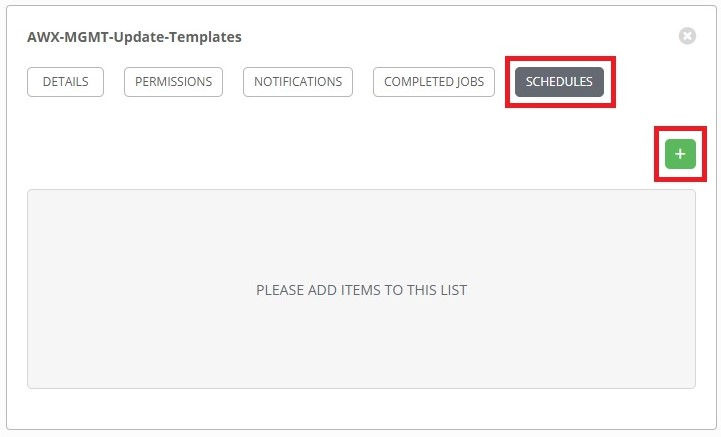 AWX-MGMT-Update-Templates
DETAILS PERMISSIONS NOTIFICATIONS COMPLETED JOBS SCHEDULES
+
PLEASE ADD ITEMS TO THIS LIST